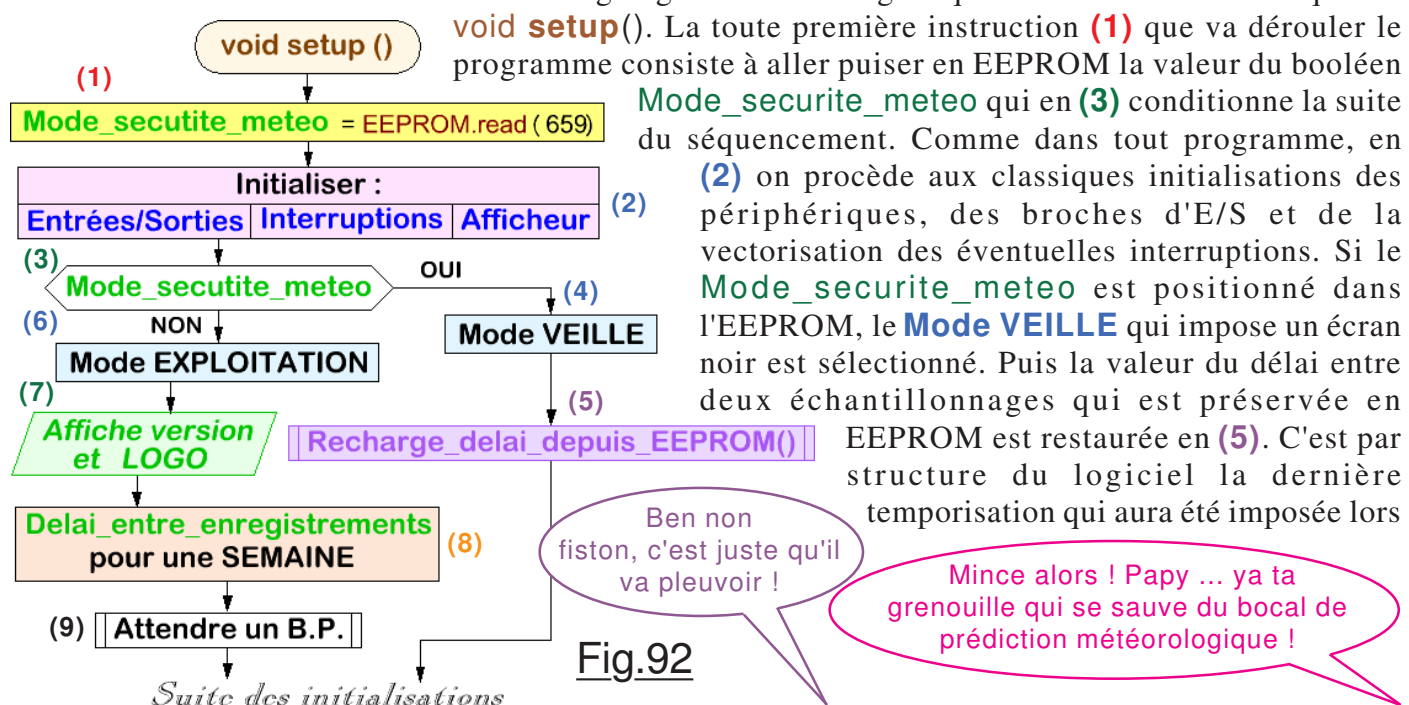 void setup ()
(1)
Mode_secutite_meteo = EEPROM.read ( 659)
Initialiser :
Entrées/Sorties Interruptions Afficheur
(2)
(3)
Mode_secutite_meteo
OUI
(4)
(6)
NON
Mode VEILLE
Mode EXPLOITATION
(7)
(5)
Affiche version
et LOGO
Recharge_delai_depuis_EEPROM()
Delai_entre_enregistrements
pour une SEMAINE
(8)
(9) Attendre un B.P.
Suite des initialisations
Fig.92
void setup(). La toute première instruction (1) que va dérouler le
programme consiste à aller puiser en EEPROM la valeur du booléen
Mode_securite_meteo qui en (3) conditionne la suite
du séquencement. Comme dans tout programme, en
(2) on procède aux classiques initialisations des
périphériques, des broches d'E/S et de la
vectorisation des éventuelles interruptions. Si le
Mode_securite_meteo est positionné dans
l'EEPROM, le Mode VEILLE qui impose un écran
noir est sélectionné. Puis la valeur du délai entre
deux échantillonnages qui est préservée en
EEPROM est restaurée en (5). C'est par
structure du logiciel la dernière
temporisation qui aura été imposée lors
Ben non
fiston, c'est juste qu'il
va pleuvoir !
Mince alors ! Papy ... ya ta
grenouille qui se sauve du bocal de
prédiction météorologique !